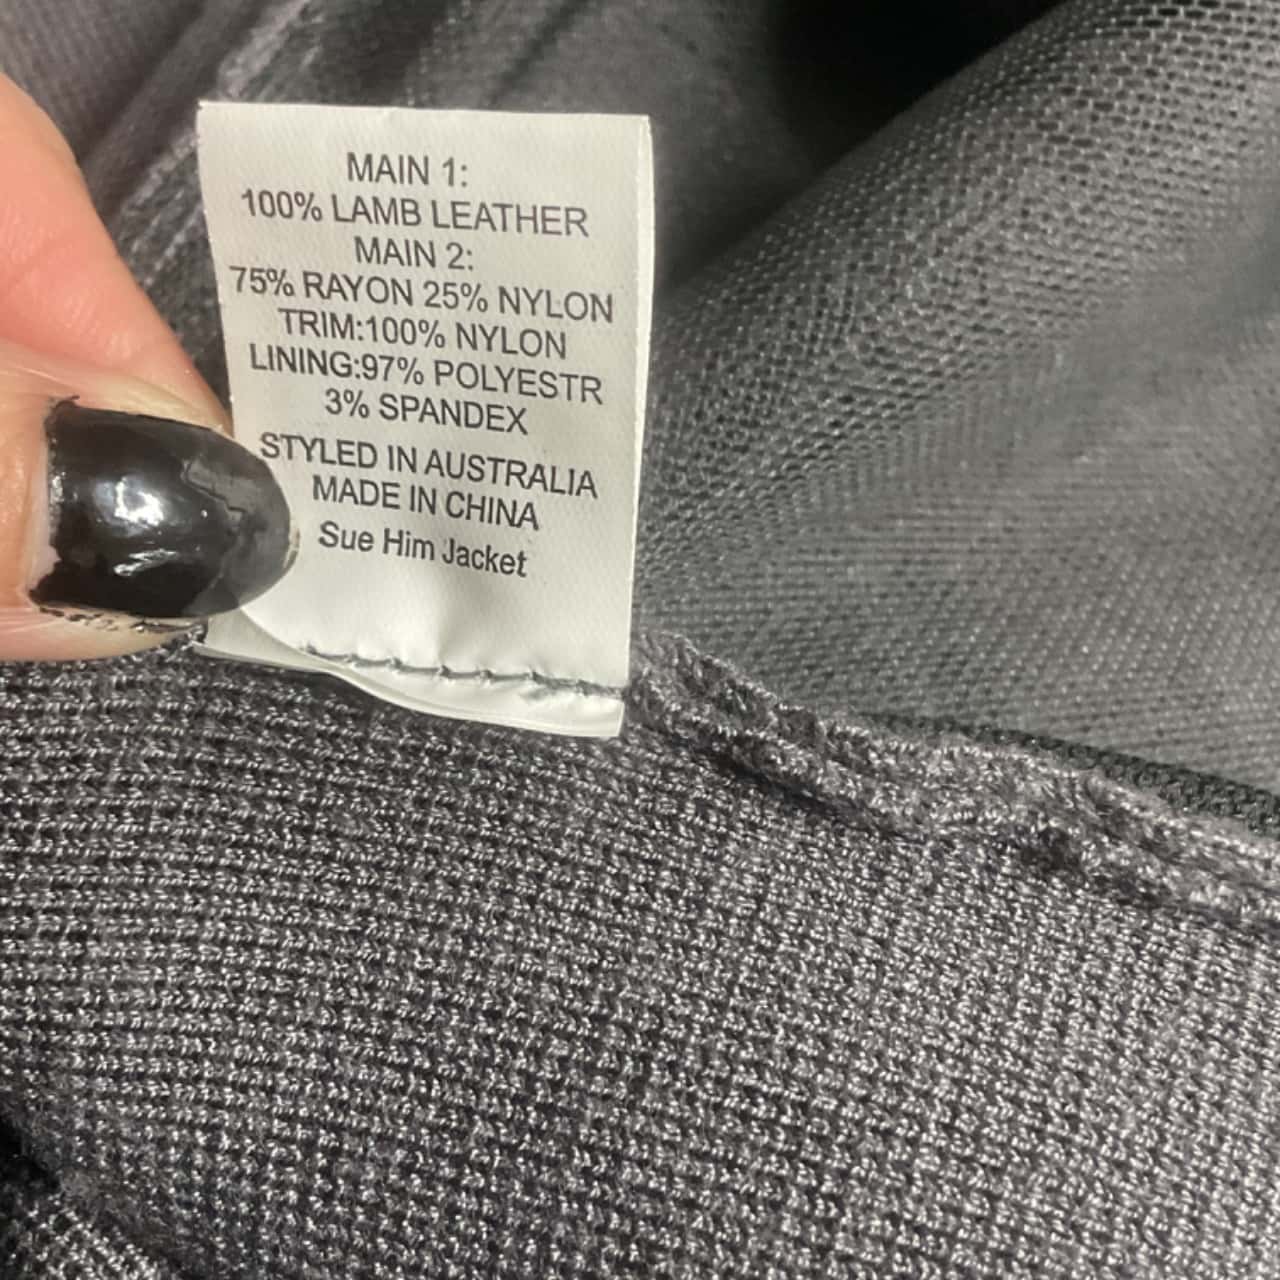 MAIN 1:
100% LAMB LEATHER
MAIN 2:
75% RAYON 25% NYLON
TRIM:100% NYLON
LINING:97% POLYESTR
3% SPANDEX
STYLED IN AUSTRALIA
MADE IN CHINA
Sue Him Jacket